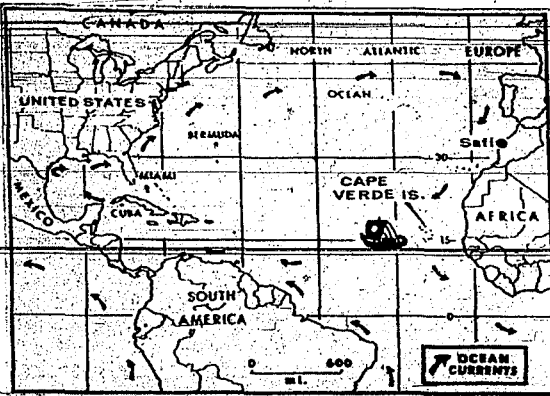 CANADA
NORTH ATLANTIC EUROPE
OCEAN
UNITED STATES
BERMUDA
Safi
30
MIAMI
CAPE
VERDE IS.
MEXICO
CUBA
AFRICA
15
SOUTH
AMERICA
0
0 600
mi.
OCEAN
CURRENTS